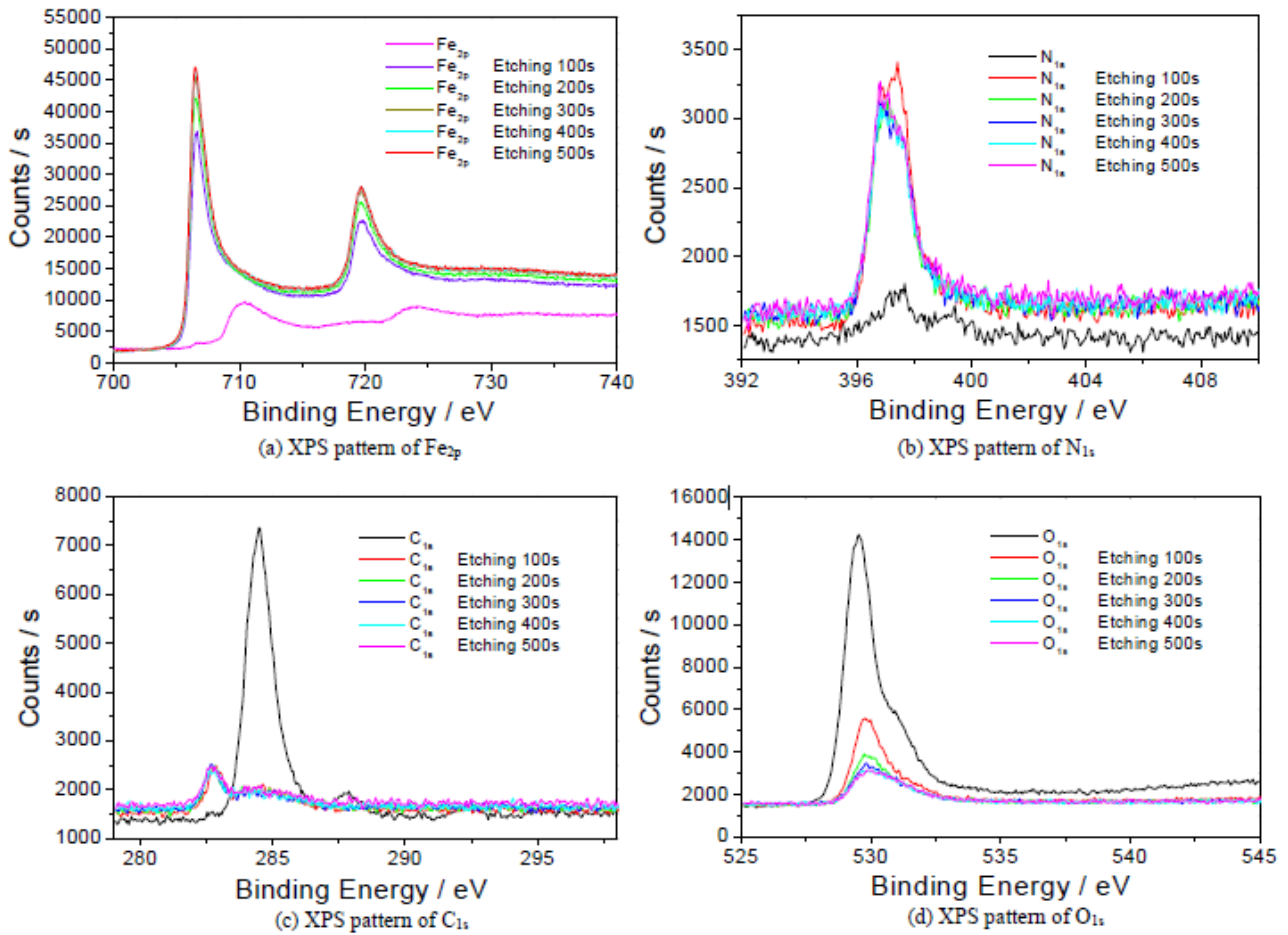 55000
50000
45000
40000
35000
30000
25000
20000
15000
10000
5000
0
Counts / s
Fe2p
Fe2p Etching 100s
Fe2p Etching 200s
Fe2p Etching 300s
Fe2p Etching 400s
Fe2p Etching 500s
700 710 720 730 740
Binding Energy / eV
(a) XPS pattern of Fe2p
3500
3000
2500
2000
1500
Counts / s
N1s
N1s Etching 100s
N1s Etching 200s
N1s Etching 300s
N1s Etching 400s
N1s Etching 500s
392 396 400 404 408
Binding Energy / eV
(b) XPS pattern of N1s
8000
7000
6000
5000
4000
3000
2000
1000
Counts / s
C1s
C1s Etching 100s
C1s Etching 200s
C1s Etching 300s
C1s Etching 400s
C1s Etching 500s
280 285 290 295
Binding Energy / eV
(c) XPS pattern of C1s
16000
14000
12000
10000
8000
6000
4000
2000
0
Counts / s
O1s
O1s Etching 100s
O1s Etching 200s
O1s Etching 300s
O1s Etching 400s
O1s Etching 500s
525 530 535 540 545
Binding Energy / eV
(d) XPS pattern of O1s